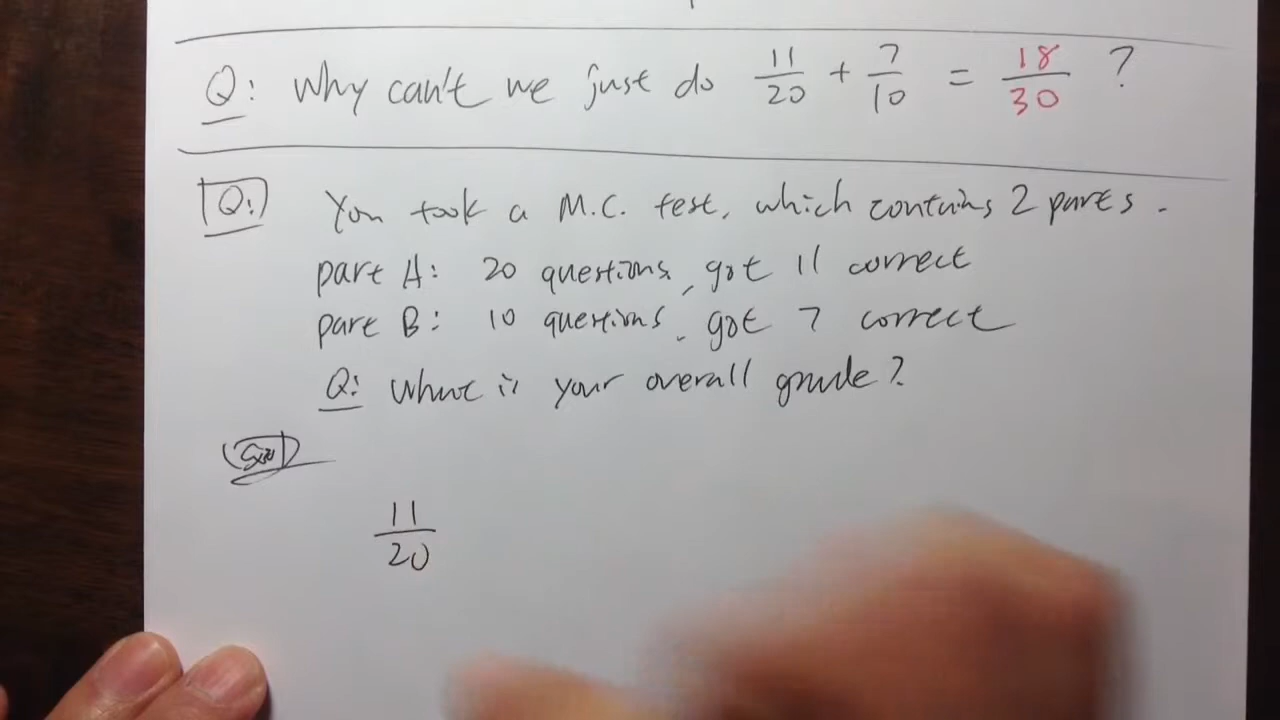 Q: Why can't we just do 11/20 + 7/10 = 18/30 ?
Q: You took a M.C. test, which contains 2 parts.
part A: 20 questions, got 11 correct
part B: 10 questions, got 7 correct
Q: What is your overall grade?
11/20